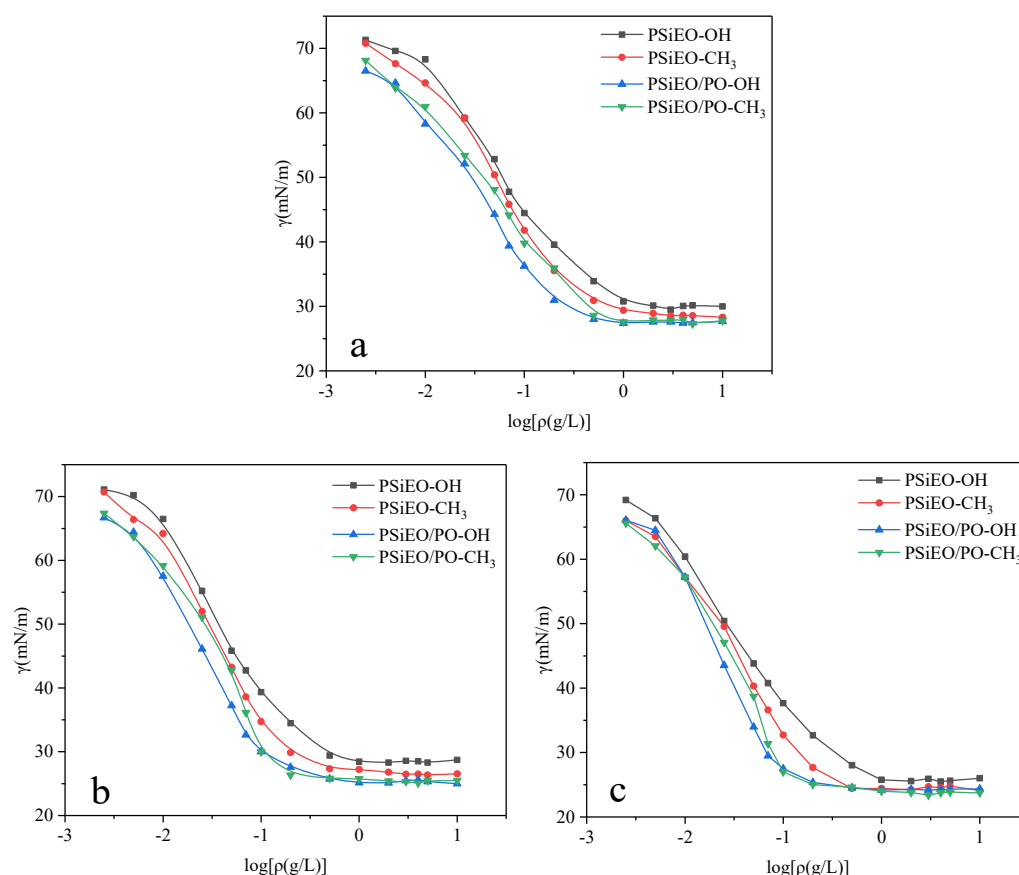 70
60
50
40
30
20
γ(mN/m)
PSiEO-OH
PSiEO-CH₃
PSiEO/PO-OH
PSiEO/PO-CH₃
a
-3
-2
-1
0
1
log[ρ(g/L)]
80
70
60
50
40
30
20
γ(mN/m)
PSiEO-OH
PSiEO-CH₃
PSiEO/PO-OH
PSiEO/PO-CH₃
b
-3
-2
-1
0
1
log[ρ(g/L)]
70
60
50
40
30
20
γ(mN/m)
PSiEO-OH
PSiEO-CH₃
PSiEO/PO-OH
PSiEO/PO-CH₃
c
-3
-2
-1
0
1
log[ρ(g/L)]